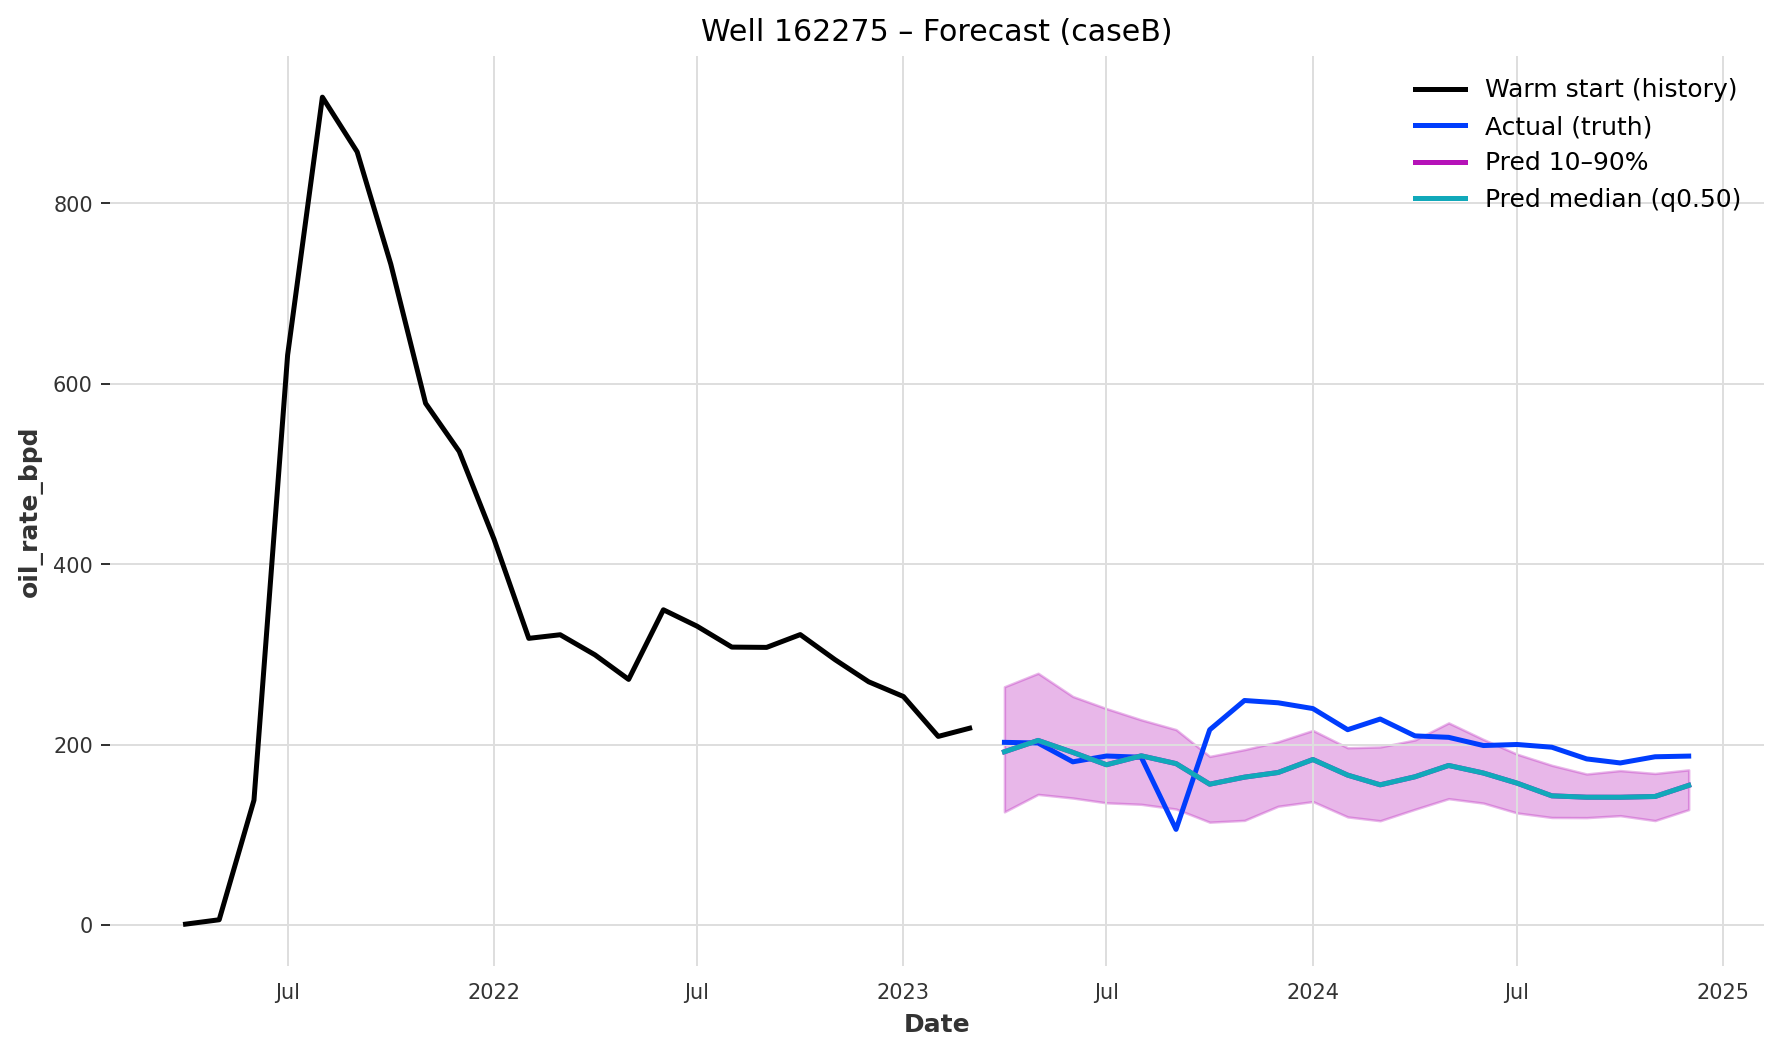 Well 162275 – Forecast (caseB)
Warm start (history)
Actual (truth)
Pred 10–90%
Pred median (q0.50)
oil_rate_bpd
800
600
400
200
0
Jul
2022
Jul
2023
Jul
2024
Jul
2025
Date